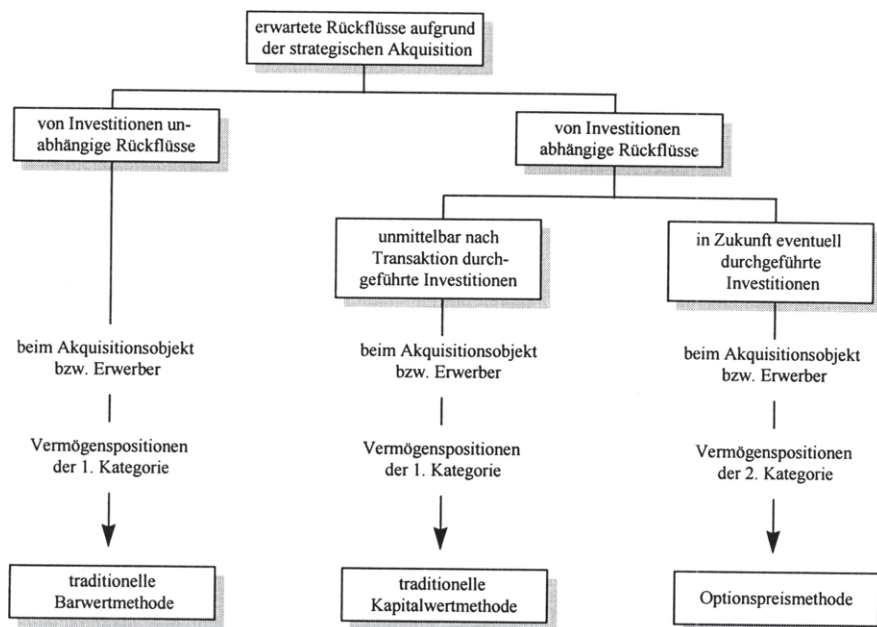 erwartete Rückflüsse aufgrund
der strategischen Akquisition
von Investitionen un-
abhängige Rückflüsse
von Investitionen
abhängige Rückflüsse
unmittelbar nach
Transaktion durch-
geführte Investitionen
in Zukunft eventuell
durchgeführte
Investitionen
beim Akquisitionsobjekt
bzw. Erwerber
beim Akquisitionsobjekt
bzw. Erwerber
beim Akquisitionsobjekt
bzw. Erwerber
Vermögenspositionen
der 1. Kategorie
Vermögenspositionen
der 1. Kategorie
Vermögenspositionen
der 2. Kategorie
traditionelle
Barwertmethode
traditionelle
Kapitalwertmethode
Optionspreismethode